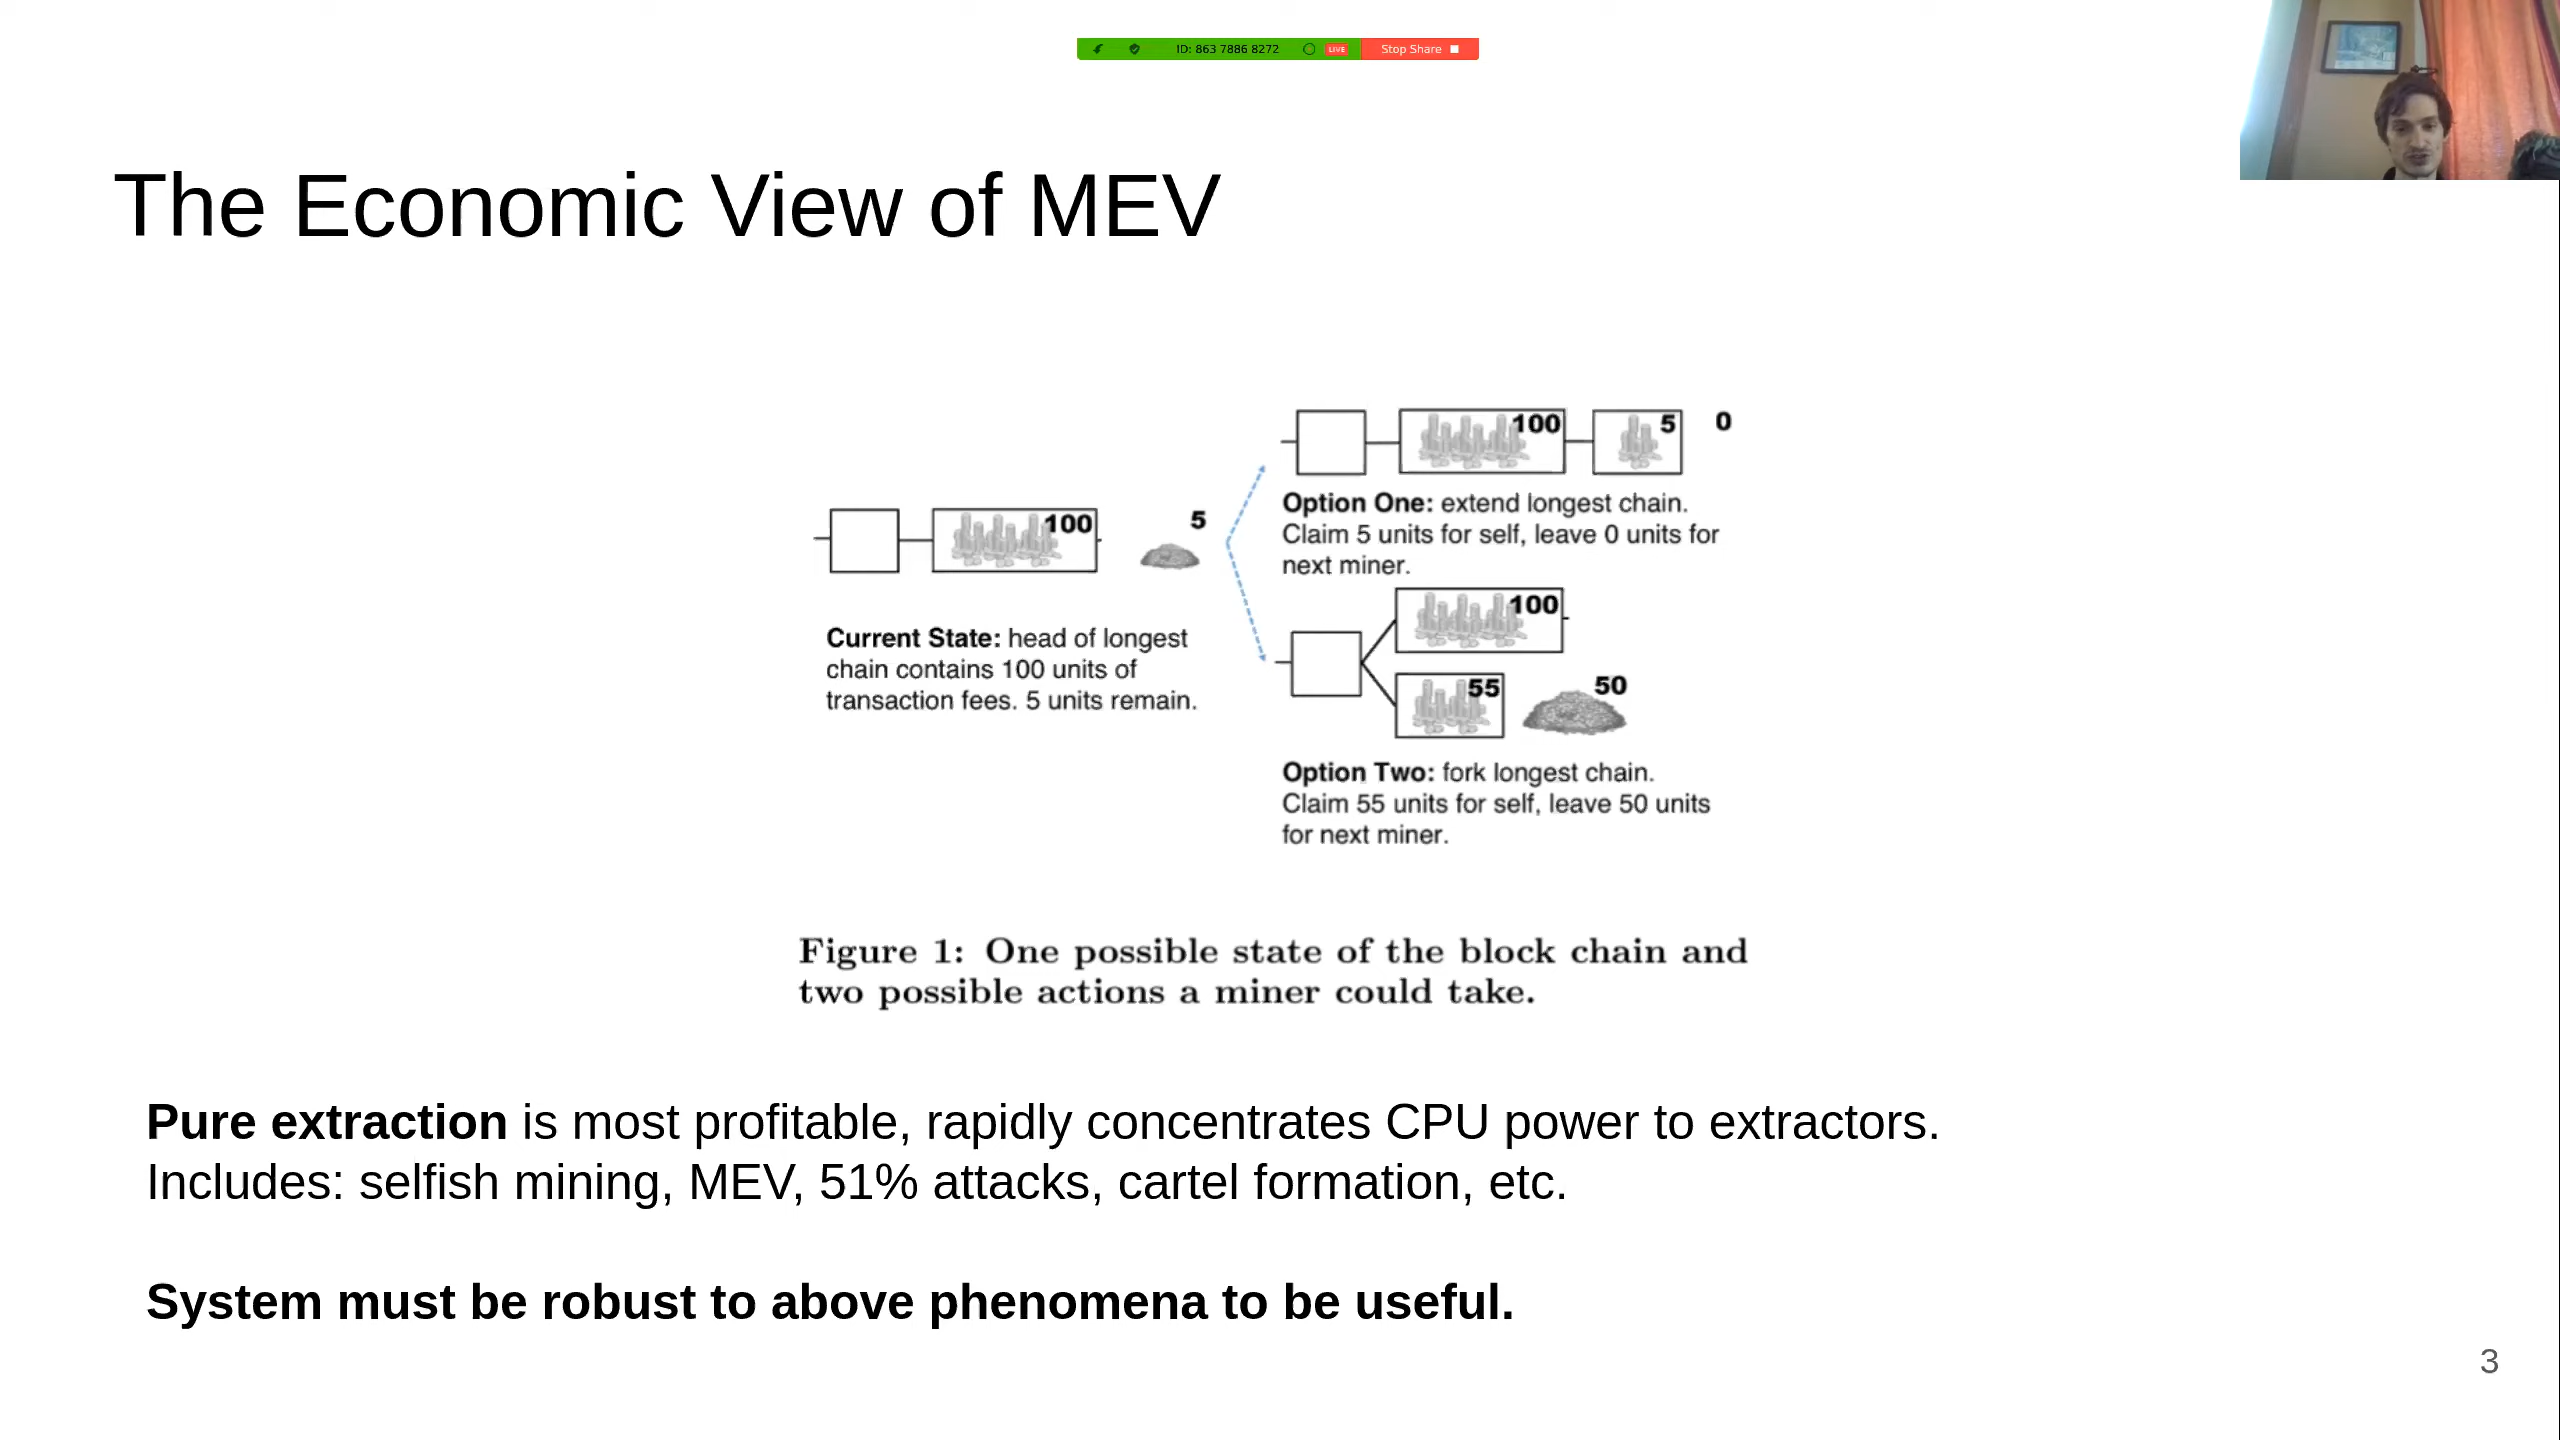 ID: 863 7886 8272 LIVE Stop Share
The Economic View of MEV
100 5 0
Option One: extend longest chain.
Claim 5 units for self, leave 0 units for
next miner.
100 5
Current State: head of longest
chain contains 100 units of
transaction fees. 5 units remain.
100
55 50
Option Two: fork longest chain.
Claim 55 units for self, leave 50 units
for next miner.
Figure 1: One possible state of the block chain and
two possible actions a miner could take.
Pure extraction is most profitable, rapidly concentrates CPU power to extractors.
Includes: selfish mining, MEV, 51% attacks, cartel formation, etc.
System must be robust to above phenomena to be useful.
3